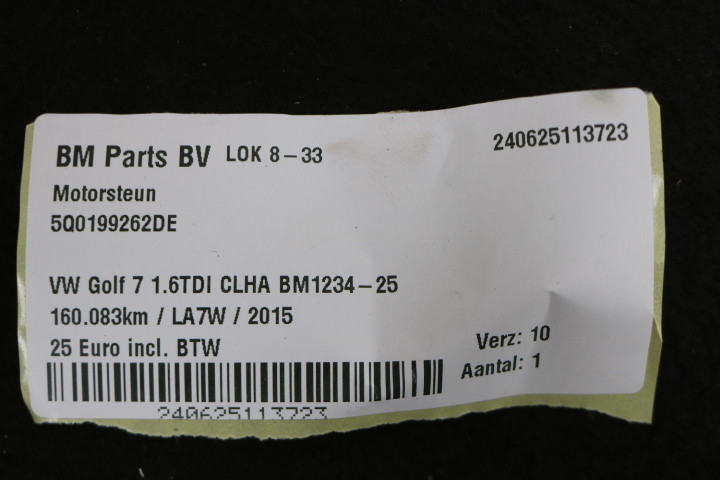 BM Parts BV LOK 8-33 240625113723
Motorsteun
5Q0199262DE
VW Golf 7 1.6TDI CLHA BM1234-25
160.083km / LA7W / 2015
25 Euro incl. BTW
Verz: 10
Aantal: 1
240625113723